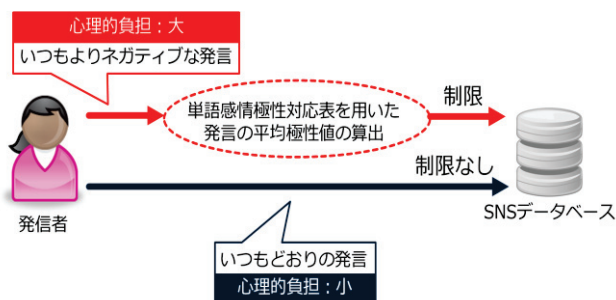 心理的負担：大
いつもよりネガティブな発言
単語感情極性対応表を用いた
発言の平均極性値の算出
制限
制限なし
発信者
SNSデータベース
いつもどおりの発言
心理的負担：小